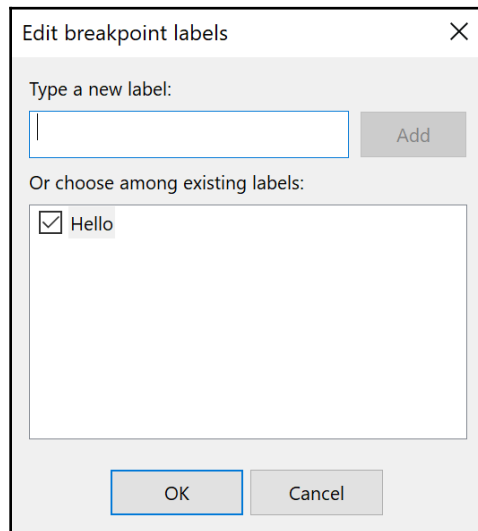 Edit breakpoint labels
Type a new label:
Add
Or choose among existing labels:
Hello
OK
Cancel